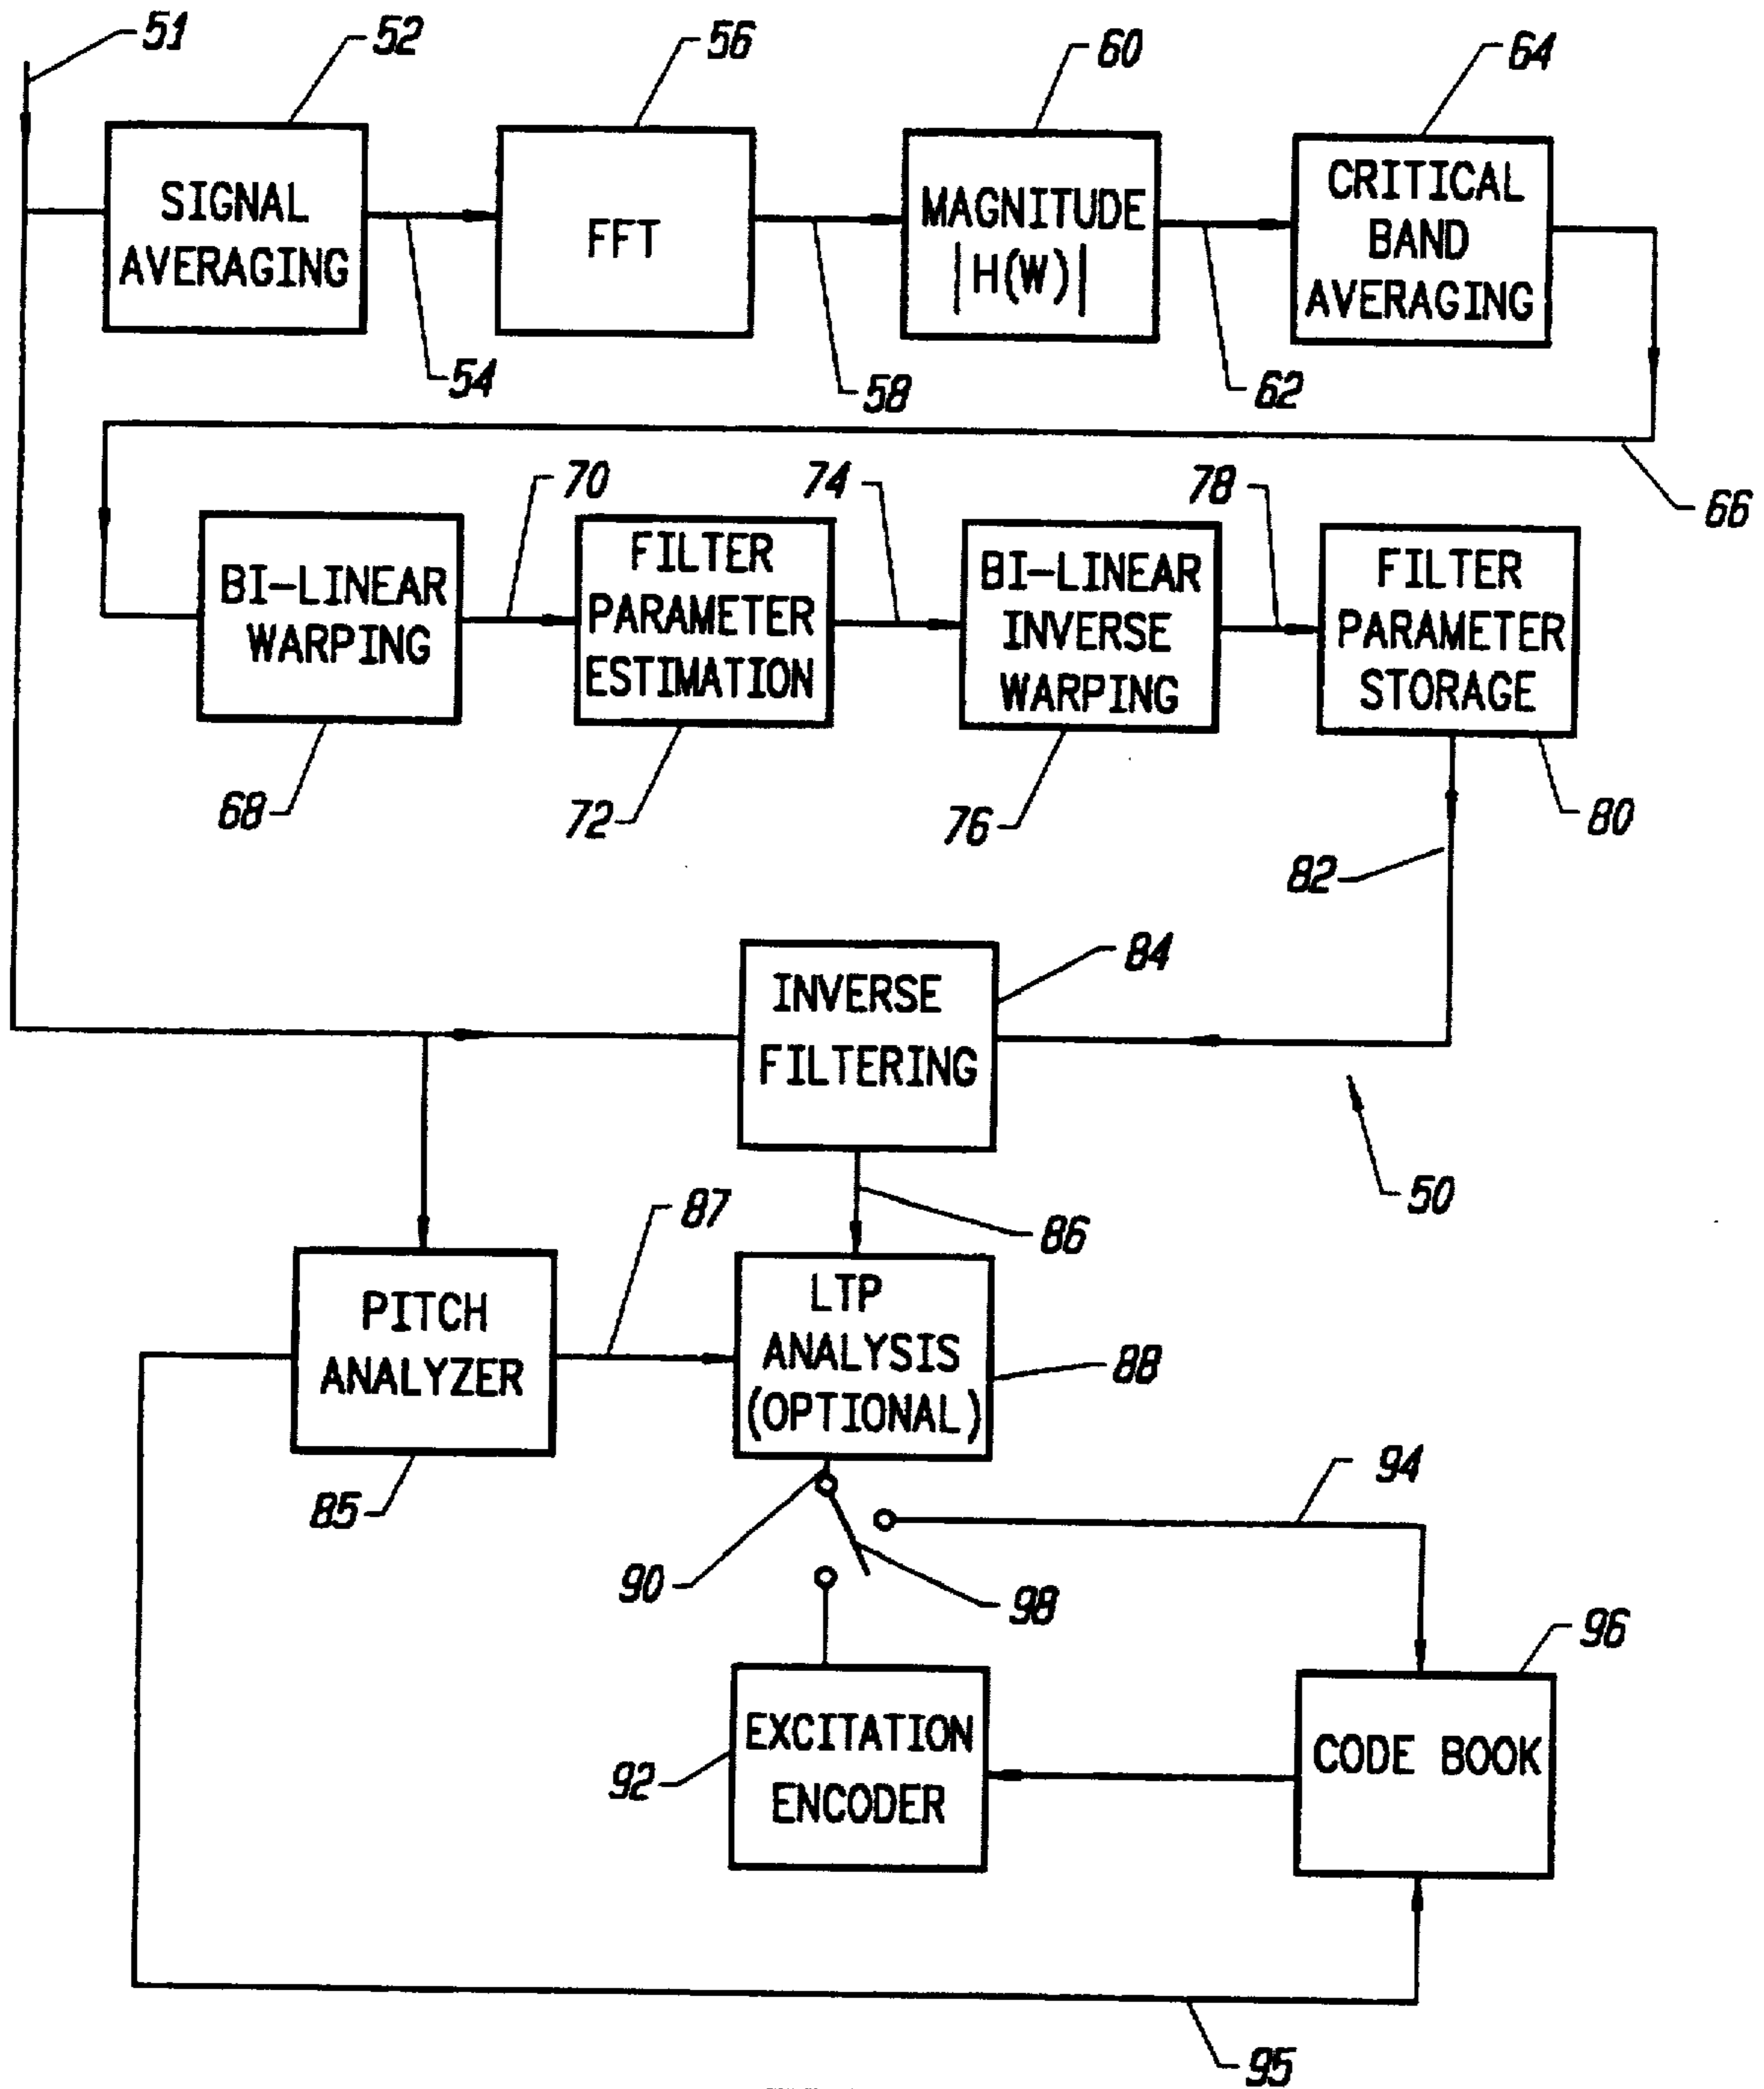 51
52
56
60
64
SIGNAL
AVERAGING
FFT
MAGNITUDE
|H(W)|
CRITICAL
BAND
AVERAGING
54
58
62
66
70
74
78
BI-LINEAR
WARPING
FILTER
PARAMETER
ESTIMATION
BI-LINEAR
INVERSE
WARPING
FILTER
PARAMETER
STORAGE
68
72
76
80
82
84
INVERSE
FILTERING
50
86
87
PITCH
ANALYZER
LTP
ANALYSIS
(OPTIONAL)
88
85
90
98
94
96
EXCITATION
ENCODER
92
CODE BOOK
95